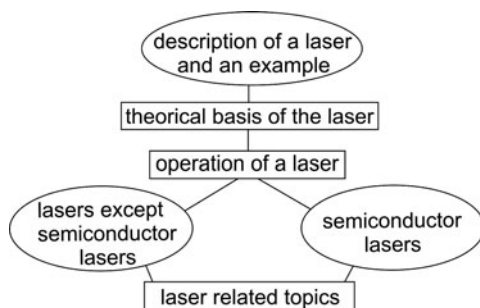 description of a laser
and an example
theorical basis of the laser
operation of a laser
lasers except
semiconductor
lasers
semiconductor
lasers
laser related topics